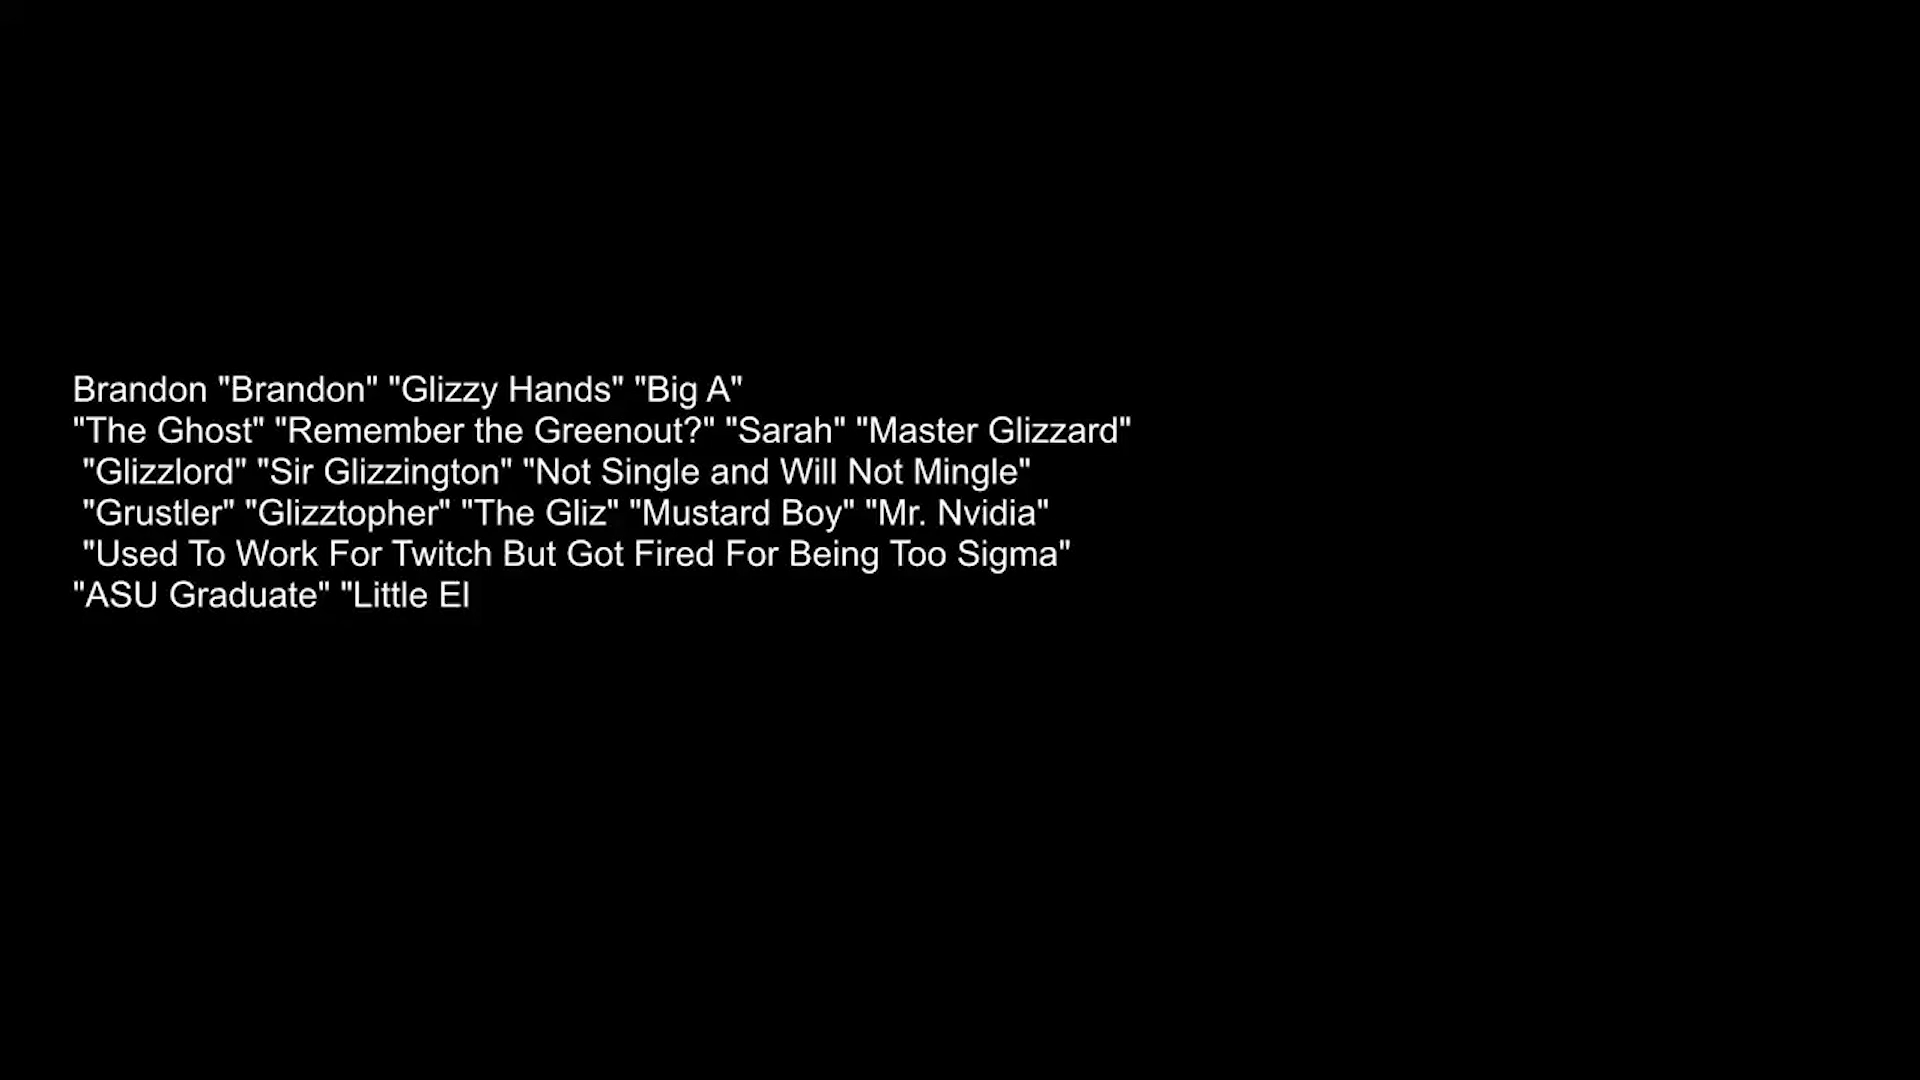 Brandon "Brandon" "Glizzy Hands" "Big A"
"The Ghost" "Remember the Greenout?" "Sarah" "Master Glizzard"
"Glizzlord" "Sir Glizzington" "Not Single and Will Not Mingle"
"Grustler" "Glizztopher" "The Gliz" "Mustard Boy" "Mr. Nvidia"
"Used To Work For Twitch But Got Fired For Being Too Sigma"
"ASU Graduate" "Little El